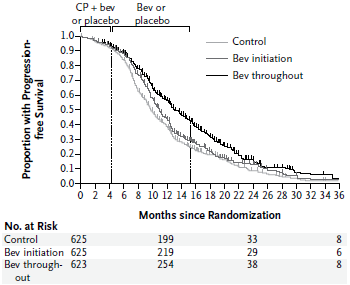 CP + bev
or placebo
Bev or
placebo
Proportion with Progression-
free Survival
1.0
0.9
0.8
0.7
0.6
0.5
0.4
0.3
0.2
0.1
0.0
Control
Bev initiation
Bev throughout
0 2 4 6 8 10 12 14 16 18 20 22 24 26 28 30 32 34 36
Months since Randomization
No. at Risk
Control 625 199 33 8
Bev initiation 625 219 29 6
Bev through- 623 254 38 8
out